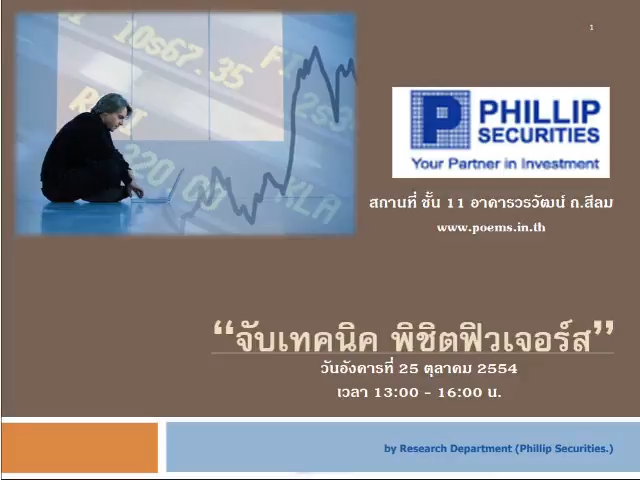 1
10s67.35
PHILLIP
SECURITIES
Your Partner in Investment
สถานที่ ชั้น 11 อาคารวรวัฒน์ ถ.สีลม
www.poems.in.th
“จับเทคนิค พิชิตฟิวเจอร์ส”
วันอังคารที่ 25 ตุลาคม 2554
เวลา 13:00 - 16:00 น.
by Research Department (Phillip Securities.)